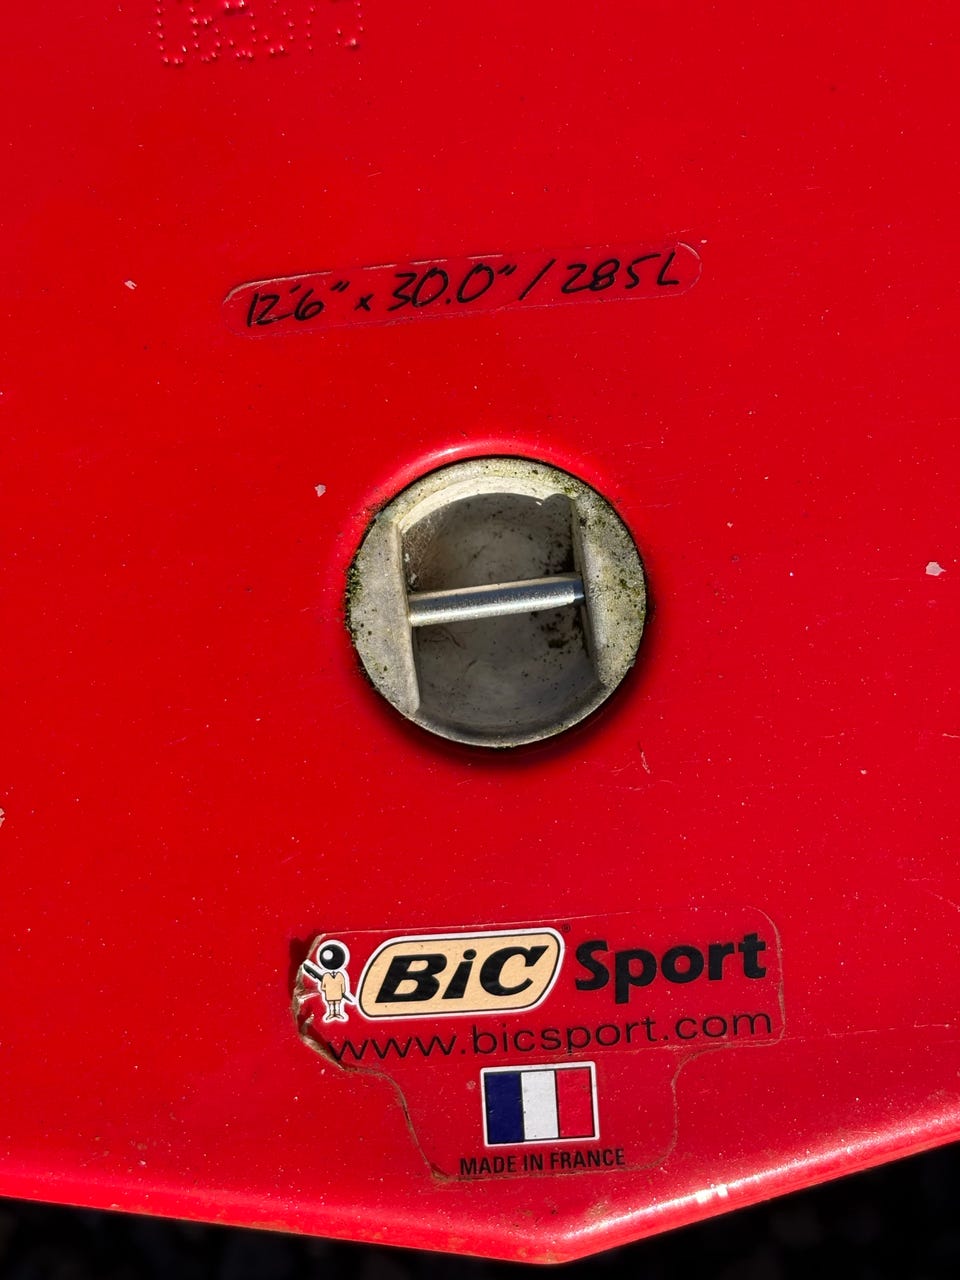 12'6" x 30.0" / 285L
BiC® Sport
www.bicsport.com
MADE IN FRANCE